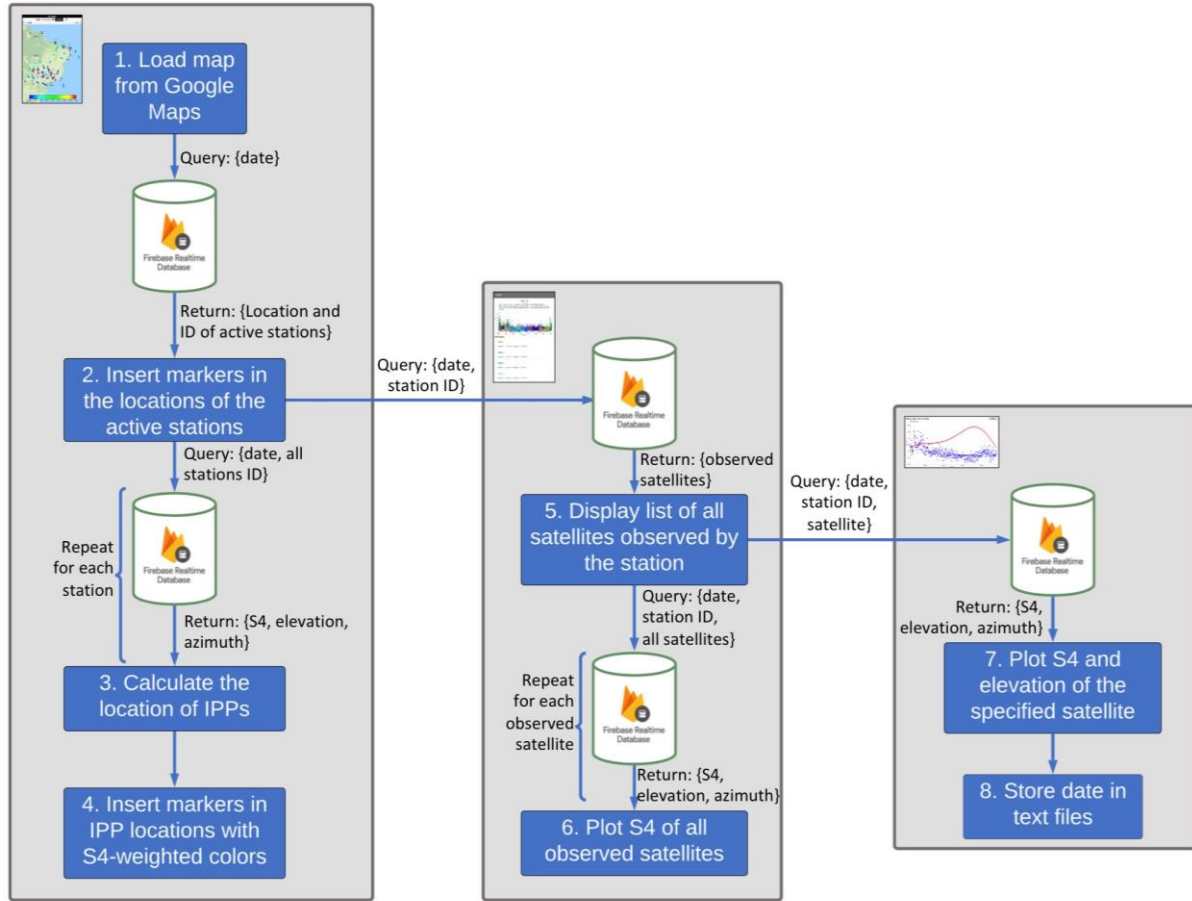 1. Load map
from Google
Maps
Query: {date}
Firebase Realtime
Database
Return: {Location and
ID of active stations}
2. Insert markers in
the locations of the
active stations
Query: {date, all
stations ID}
Repeat
for each
station
Firebase Realtime
Database
Return: {S4, elevation,
azimuth}
3. Calculate the
location of IPPs
4. Insert markers in
IPP locations with
S4-weighted colors
Query: {date,
station ID}
Firebase Realtime
Database
Return: {observed
satellites}
5. Display list of all
satellites observed by
the station
Query: {date,
station ID,
all satellites}
Repeat
for each
observed
satellite
Firebase Realtime
Database
Return: {S4,
elevation, azimuth}
6. Plot S4 of all
observed satellites
Query: {date,
station ID,
satellite}
Firebase Realtime
Database
Return: {S4,
elevation, azimuth}
7. Plot S4 and
elevation of the
specified satellite
8. Store date in
text files